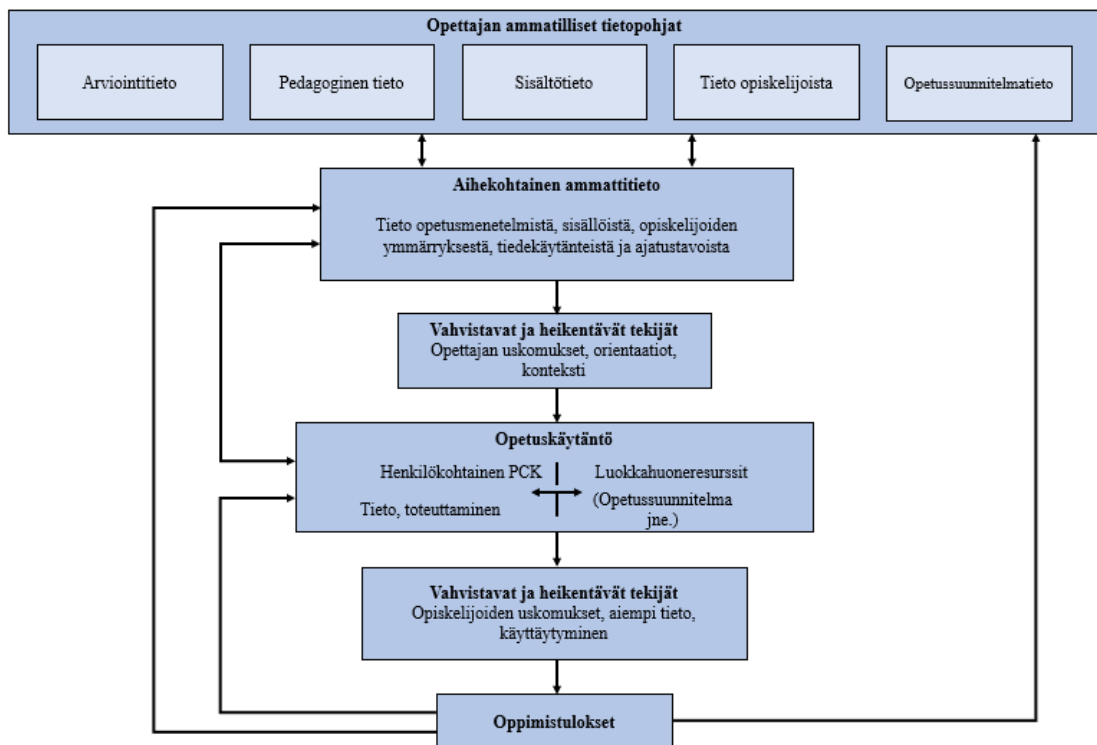 Opettajan ammatilliset tietopohjat
Arviointitieto
Pedagoginen tieto
Sisältötieto
Tieto opiskelijoista
Opetussuunnitelmatieto
Aihekohtainen ammattitieto
Tieto opetusmenetelmistä, sisällöistä, opiskelijoiden
ymmärryksestä, tiedekäytänteistä ja ajatustavoista
Vahvistavat ja heikentävät tekijät
Opettajan uskomukset, orientaatiot,
konteksti
Opetuskäytäntö
Henkilökohtainen PCK
Tieto, toteuttaminen
Luokkahuoneresurssit
(Opetussuunnitelma
jne.)
Vahvistavat ja heikentävät tekijät
Opiskelijoiden uskomukset, aiempi tieto,
käyttäytyminen
Oppimistulokset